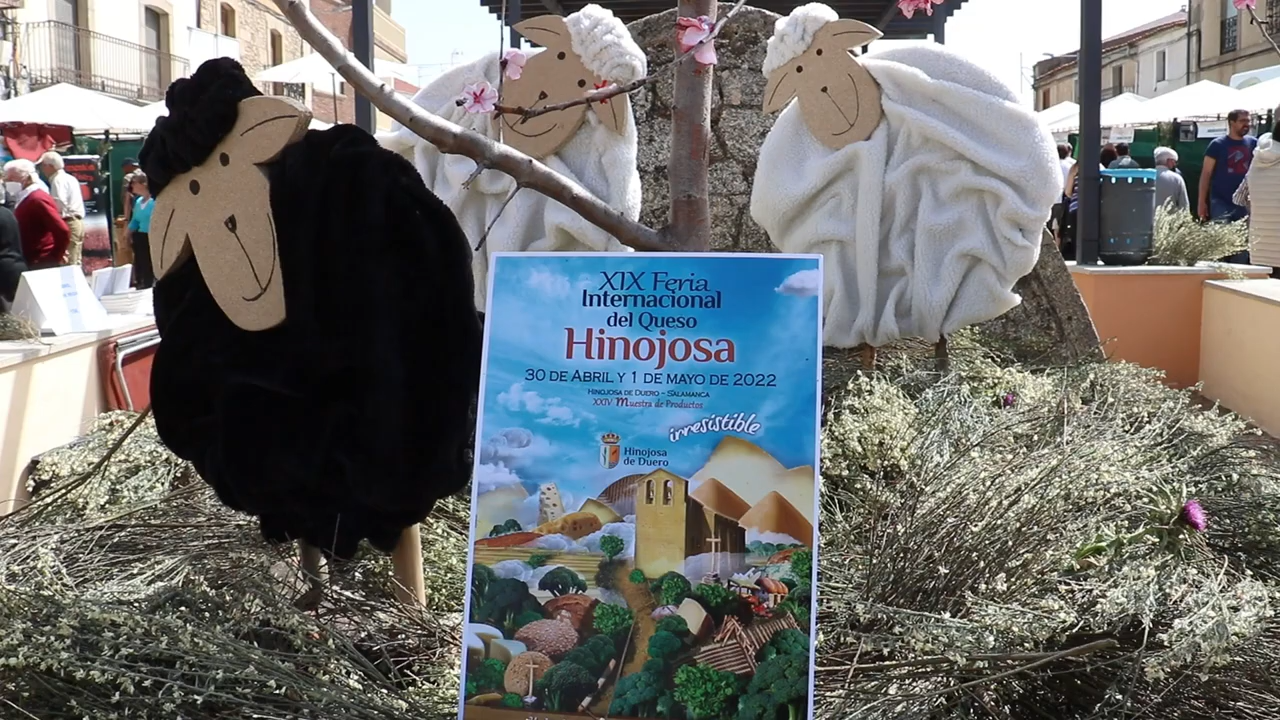 XIX Feria
Internacional
del Queso
Hinojosa
30 DE ABRIL Y 1 DE MAYO DE 2022
HINOJOSA DE DUERO - SALAMANCA
XXIV Muestra de Productos
irresistible
Hinojosa
de Duero